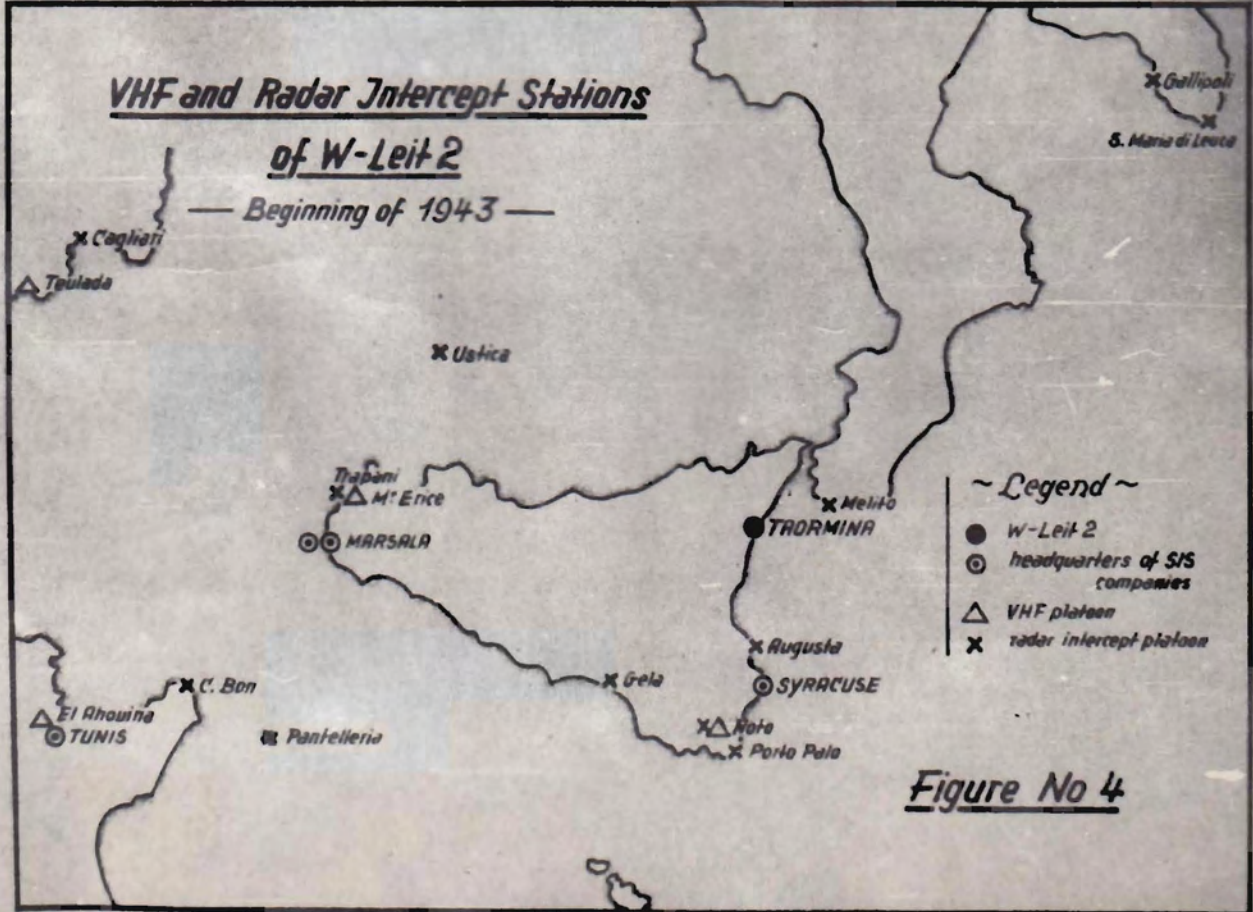 VHF and Radar Intercept Stations
of W-Leit 2
— Beginning of 1943 —
Gallipoli
S. Maria di Leuca
Cagliari
Teulada
Ustica
Trapani
Mt Erice
MARSALA
Melito
TAORMINA
~ Legend ~
W-Leit 2
headquarters of SIS
companies
VHF platoon
radar intercept platoon
Augusta
SYRACUSE
Gela
Noto
Porto Palo
C. Bon
El Ahouina
TUNIS
Pantelleria
Figure No 4